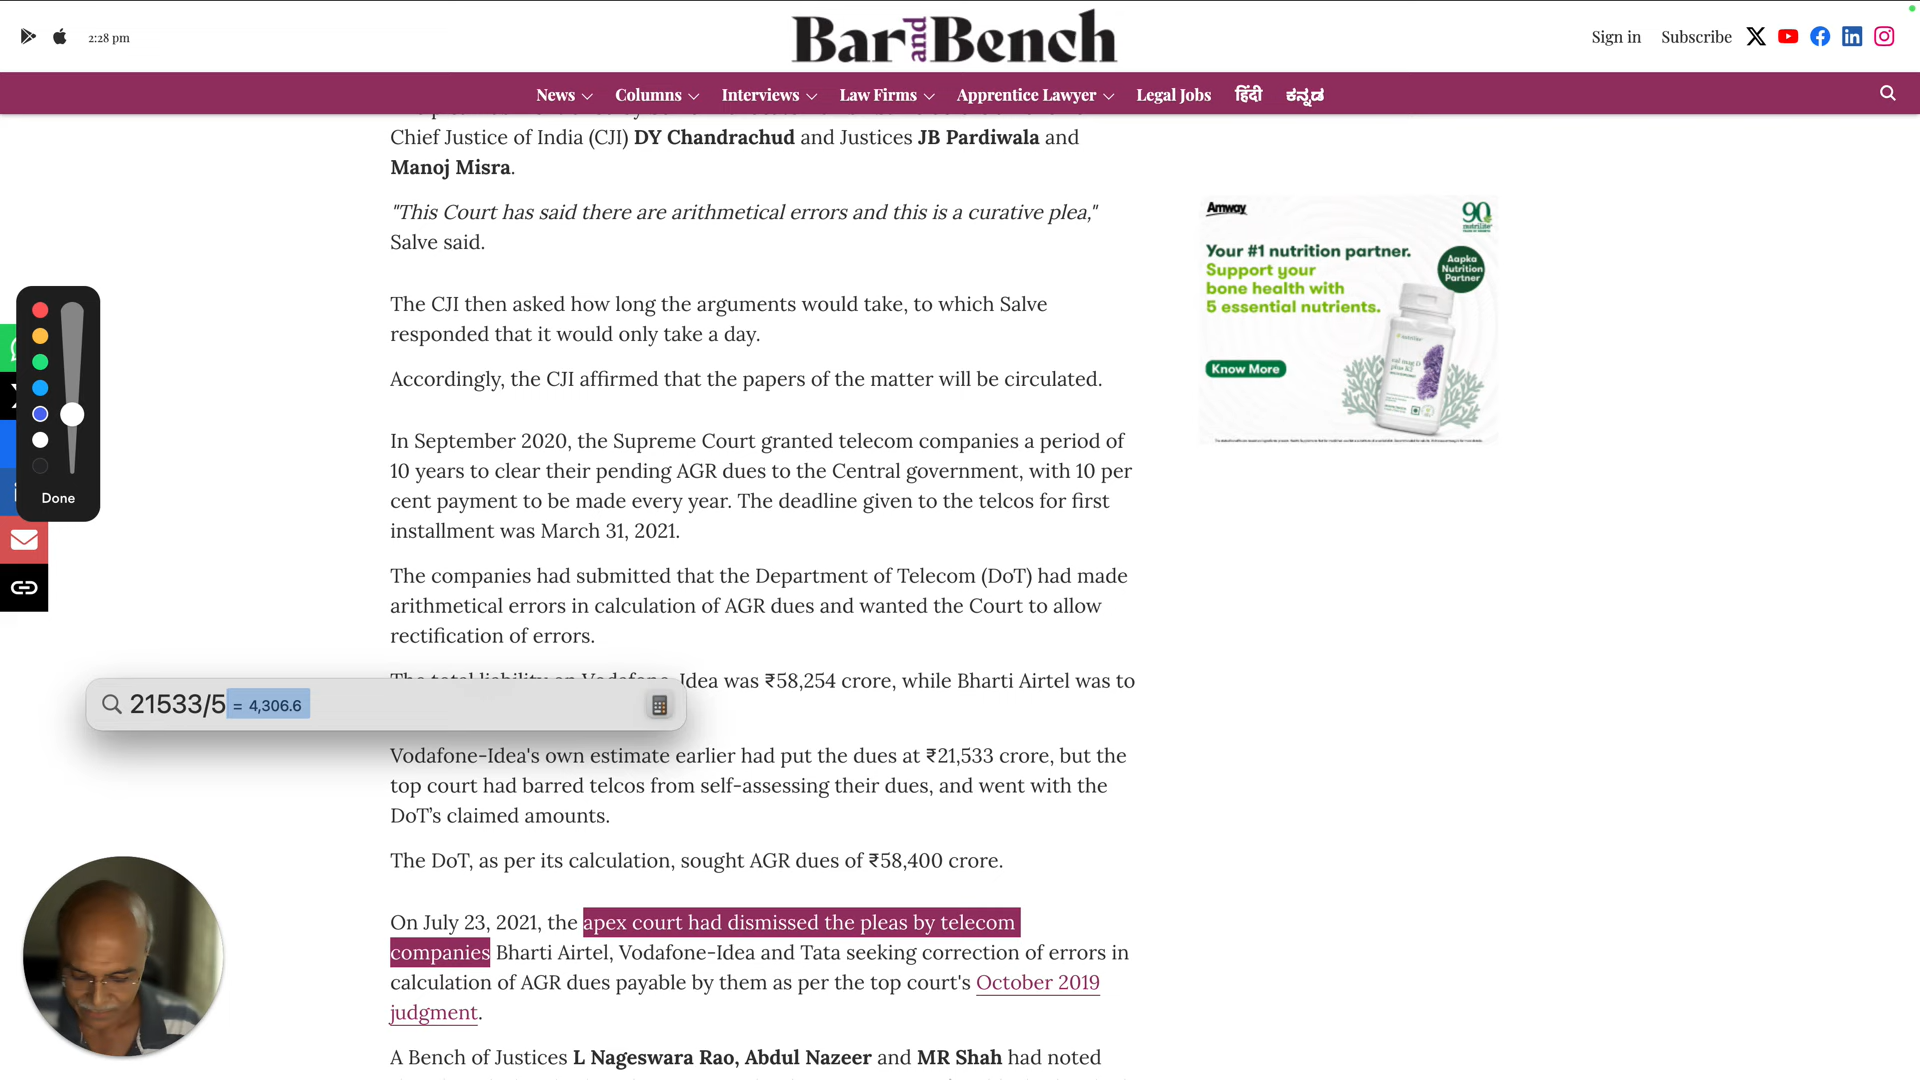 2:28 pm
Bar and Bench
Sign in
Subscribe
News
Columns
Interviews
Law Firms
Apprentice Lawyer
Legal Jobs
हिंदी
ಕನ್ನಡ
Chief Justice of India (CJI) DY Chandrachud and Justices JB Pardiwala and
Manoj Misra.
"This Court has said there are arithmetical errors and this is a curative plea,"
Salve said.
The CJI then asked how long the arguments would take, to which Salve
responded that it would only take a day.
Accordingly, the CJI affirmed that the papers of the matter will be circulated.
In September 2020, the Supreme Court granted telecom companies a period of
10 years to clear their pending AGR dues to the Central government, with 10 per
cent payment to be made every year. The deadline given to the telcos for first
installment was March 31, 2021.
The companies had submitted that the Department of Telecom (DoT) had made
arithmetical errors in calculation of AGR dues and wanted the Court to allow
rectification of errors.
The total liability on Vodafone-Idea was ₹58,254 crore, while Bharti Airtel was to
21533/5 = 4,306.6
Vodafone-Idea's own estimate earlier had put the dues at ₹21,533 crore, but the
top court had barred telcos from self-assessing their dues, and went with the
DoT’s claimed amounts.
The DoT, as per its calculation, sought AGR dues of ₹58,400 crore.
On July 23, 2021, the apex court had dismissed the pleas by telecom
companies Bharti Airtel, Vodafone-Idea and Tata seeking correction of errors in
calculation of AGR dues payable by them as per the top court's October 2019
judgment.
A Bench of Justices L Nageswara Rao, Abdul Nazeer and MR Shah had noted
Done
Amway
90
nutrilite
Your #1 nutrition partner.
Support your
bone health with
5 essential nutrients.
Aapka
Nutrition
Partner
Know More